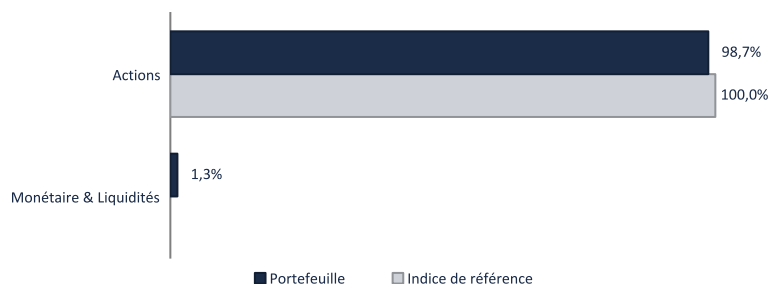 98,7%
Actions
100,0%
1,3%
Monétaire & Liquidités
Portefeuille
Indice de référence